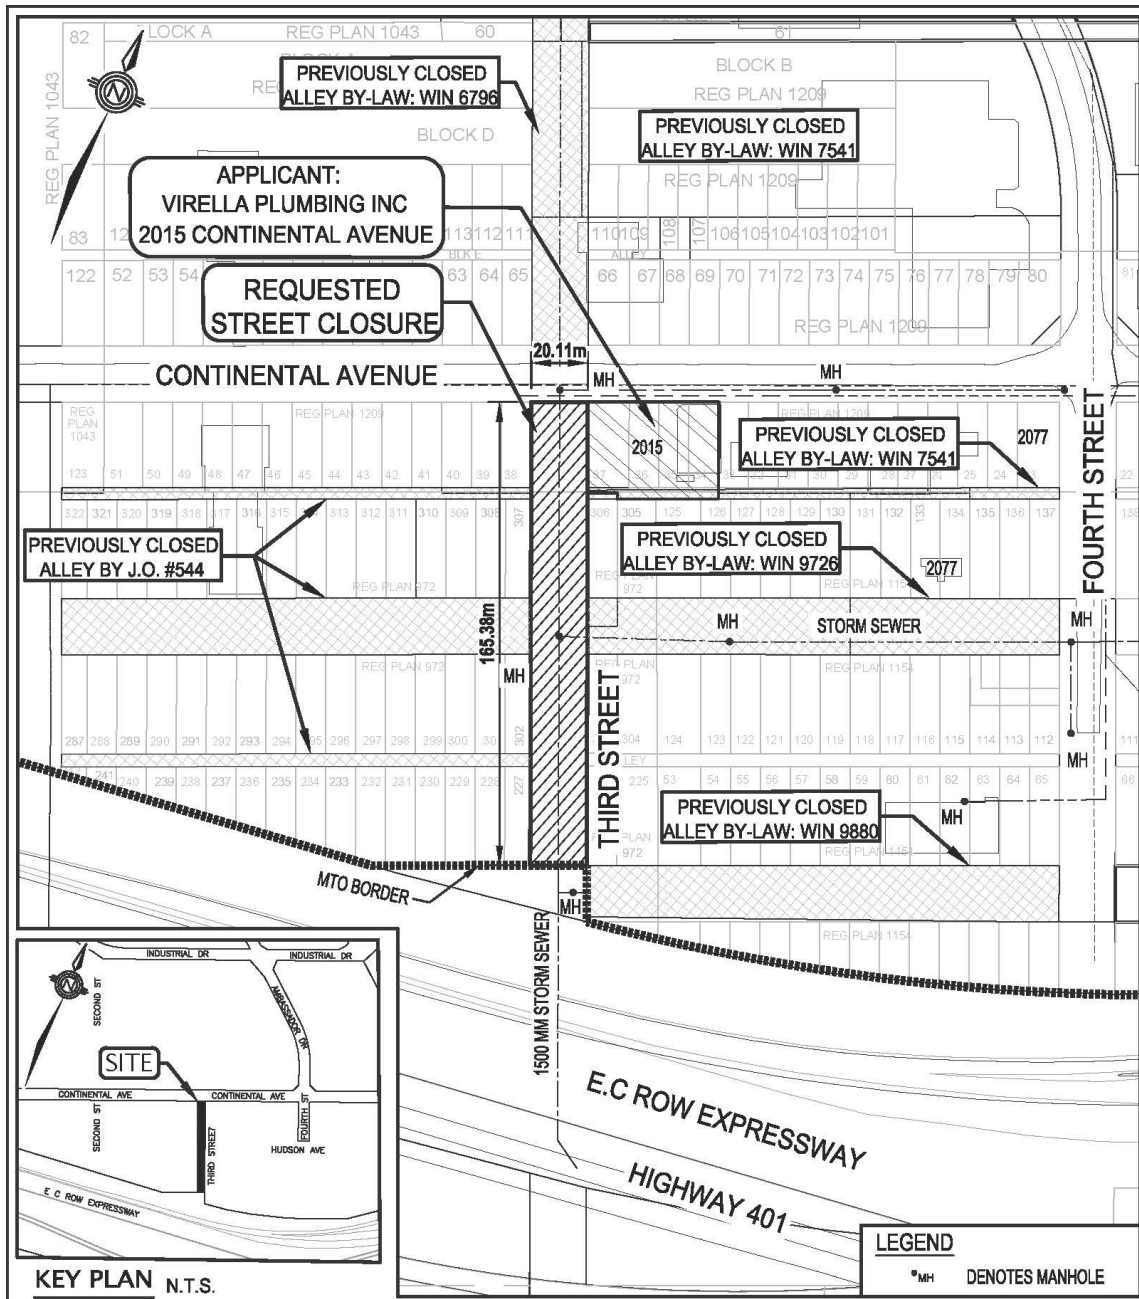 82
LOCK A
REG PLAN 1043
60
61
REG PLAN 1043
N
BLOCK B
REG PLAN 1209
PREVIOUSLY CLOSED
ALLEY BY-LAW: WIN 6796
BLOCK D
PREVIOUSLY CLOSED
ALLEY BY-LAW: WIN 7541
REG PLAN 1209
APPLICANT:
VIRELLA PLUMBING INC
2015 CONTINENTAL AVENUE
83
113 112 111
110 109 108 107 106 105 104 103 102 101
BLK E
ALLEY
122 52 53 54
63 64 65
66 67 68 69 70 71 72 73 74 75 76 77 78 79 80
81
REQUESTED
STREET CLOSURE
REG PLAN 1209
20.11m
CONTINENTAL AVENUE
MH
MH
REG
PLAN
1043
REG PLAN 1209
REG PLAN 1209
2015
PREVIOUSLY CLOSED
ALLEY BY-LAW: WIN 7541
2077
FOURTH STREET
123 51 50 49 48 47 46 45 44 43 42 41 40 39 38
25 24
322 321 320 319 318 317 316 315 313 312 311 310 309 308 307
306 305 125 126 127 128 129 130 131 132 133 134 135 136 137
PREVIOUSLY CLOSED
ALLEY BY J.O. #544
PREVIOUSLY CLOSED
ALLEY BY-LAW: WIN 9726
2077
REG PLAN 972
REG PLAN
972
165.38m
MH
STORM SEWER
MH
REG PLAN 972
MH
REG PLAN
972
REG PLAN 1154
THIRD STREET
287 288 289 290 291 292 293 294 295 296 297 298 299 300 302
304 124 123 122 121 120 119 118 117 116 115 114 113 112
MH
241 240 239 238 237 236 235 234 233 232 231 230 229 228 227
225 53 54 55 56 57 58 59 60 61 62 63 64 65
66
PREVIOUSLY CLOSED
ALLEY BY-LAW: WIN 9880
MH
REG PLAN
972
REG PLAN 1154
MTO BORDER
MH
REG PLAN 1154
1500 MM STORM SEWER
E.C ROW EXPRESSWAY
HIGHWAY 401
N
INDUSTRIAL DR
INDUSTRIAL DR
SECOND ST
AMBASSADOR DR
SITE
CONTINENTAL AVE
CONTINENTAL AVE
SECOND ST
THIRD STREET
FOURTH ST
HUDSON AVE
E C ROW EXPRESSWAY
KEY PLAN N.T.S.
LEGEND
MH DENOTES MANHOLE